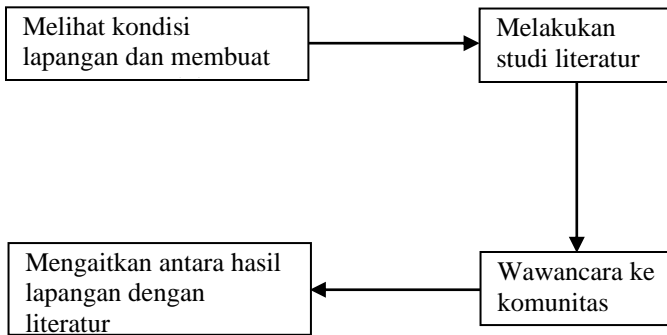 Melihat kondisi
lapangan dan membuat
Melakukan
studi literatur
Wawancara ke
komunitas
Mengaitkan antara hasil
lapangan dengan
literatur